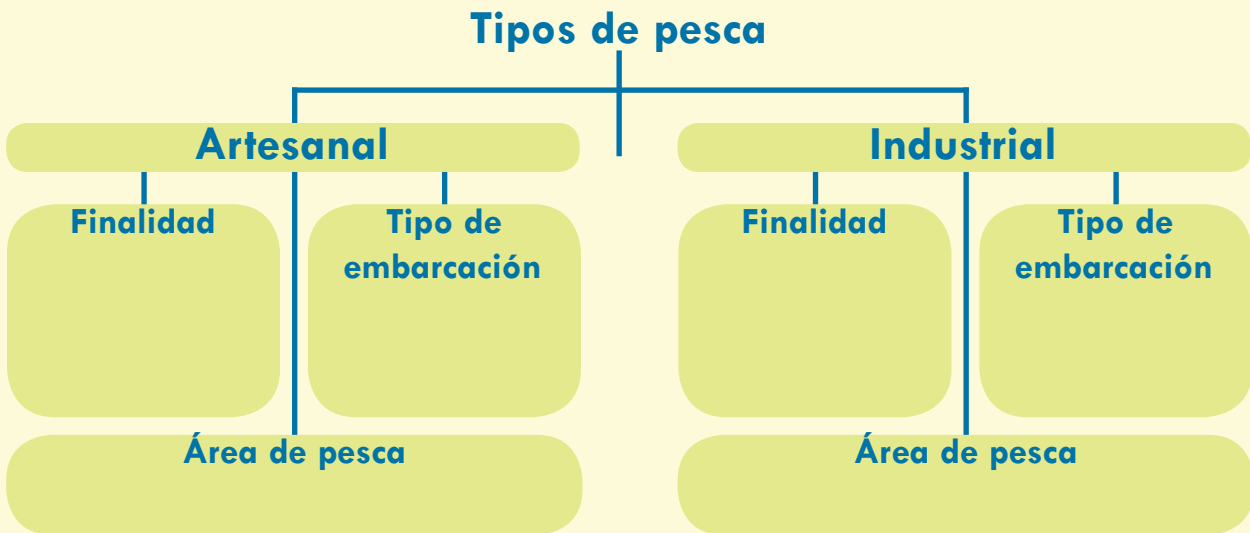 Tipos de pesca
Artesanal
Industrial
Finalidad
Tipo de
embarcación
Finalidad
Tipo de
embarcación
Área de pesca
Área de pesca